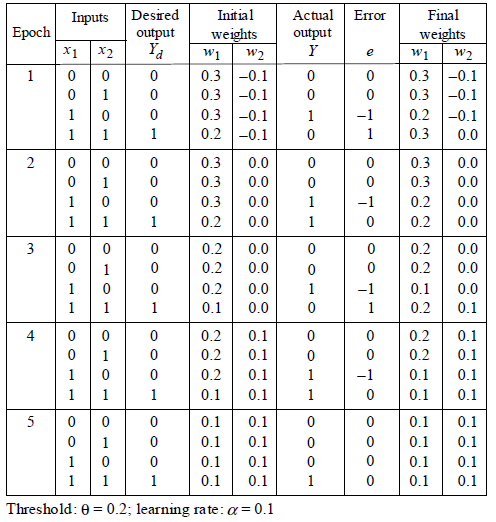 Epoch Inputs Desired output Initial weights Actual output Error Final weights
x1 x2 Yd w1 w2 Y e w1 w2
1 0 0 0 0.3 –0.1 0 0 0.3 –0.1
0 1 0 0.3 –0.1 0 0 0.3 –0.1
1 0 0 0.3 –0.1 1 –1 0.2 –0.1
1 1 1 0.2 –0.1 0 1 0.3 0.0
2 0 0 0 0.3 0.0 0 0 0.3 0.0
0 1 0 0.3 0.0 0 0 0.3 0.0
1 0 0 0.3 0.0 1 –1 0.2 0.0
1 1 1 0.2 0.0 1 0 0.2 0.0
3 0 0 0 0.2 0.0 0 0 0.2 0.0
0 1 0 0.2 0.0 0 0 0.2 0.0
1 0 0 0.2 0.0 1 –1 0.1 0.0
1 1 1 0.1 0.0 0 1 0.2 0.1
4 0 0 0 0.2 0.1 0 0 0.2 0.1
0 1 0 0.2 0.1 0 0 0.2 0.1
1 0 0 0.2 0.1 1 –1 0.1 0.1
1 1 1 0.1 0.1 1 0 0.1 0.1
5 0 0 0 0.1 0.1 0 0 0.1 0.1
0 1 0 0.1 0.1 0 0 0.1 0.1
1 0 0 0.1 0.1 0 0 0.1 0.1
1 1 1 0.1 0.1 1 0 0.1 0.1
Threshold: θ = 0.2; learning rate: α = 0.1